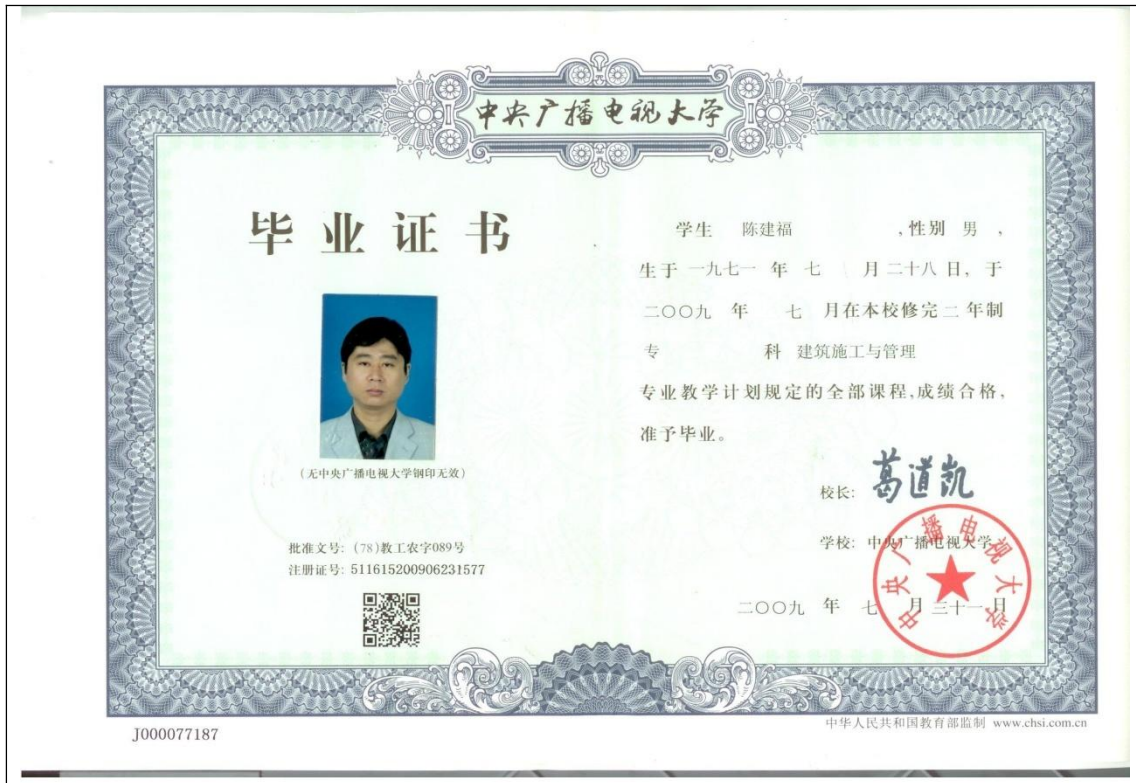 中央广播电视大学
毕业证书
(无中央广播电视大学钢印无效)
批准文号: (78)教工农字089号
注册证号: 511615200906231577
学生 陈建福 ,性别 男 ,
生于 一九七一 年 七 月 二十八 日, 于
二〇〇九 年 七 月在本校修完 二 年制
专 科 建筑施工与管理
专业教学计划规定的全部课程,成绩合格,
准予毕业。
校长: 葛道凯
学校: 中央广播电视大学
中央广播电视大学
二〇〇九 年 七 月 三十一 日
J000077187
中华人民共和国教育部监制 www.chsi.com.cn